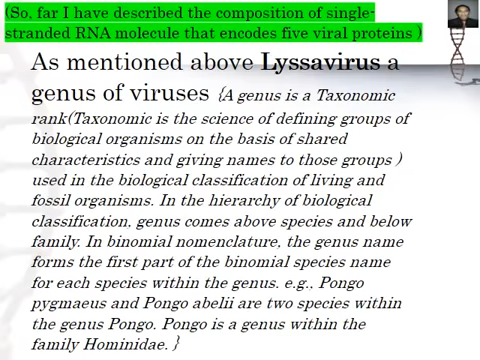 (So, far I have described the composition of single-
stranded RNA molecule that encodes five viral proteins )
As mentioned above Lyssavirus a
genus of viruses {A genus is a Taxonomic
rank(Taxonomic is the science of defining groups of
biological organisms on the basis of shared
characteristics and giving names to those groups )
used in the biological classification of living and
fossil organisms. In the hierarchy of biological
classification, genus comes above species and below
family. In binomial nomenclature, the genus name
forms the first part of the binomial species name
for each species within the genus. e.g., Pongo
pygmaeus and Pongo abelii are two species within
the genus Pongo. Pongo is a genus within the
family Hominidae. }